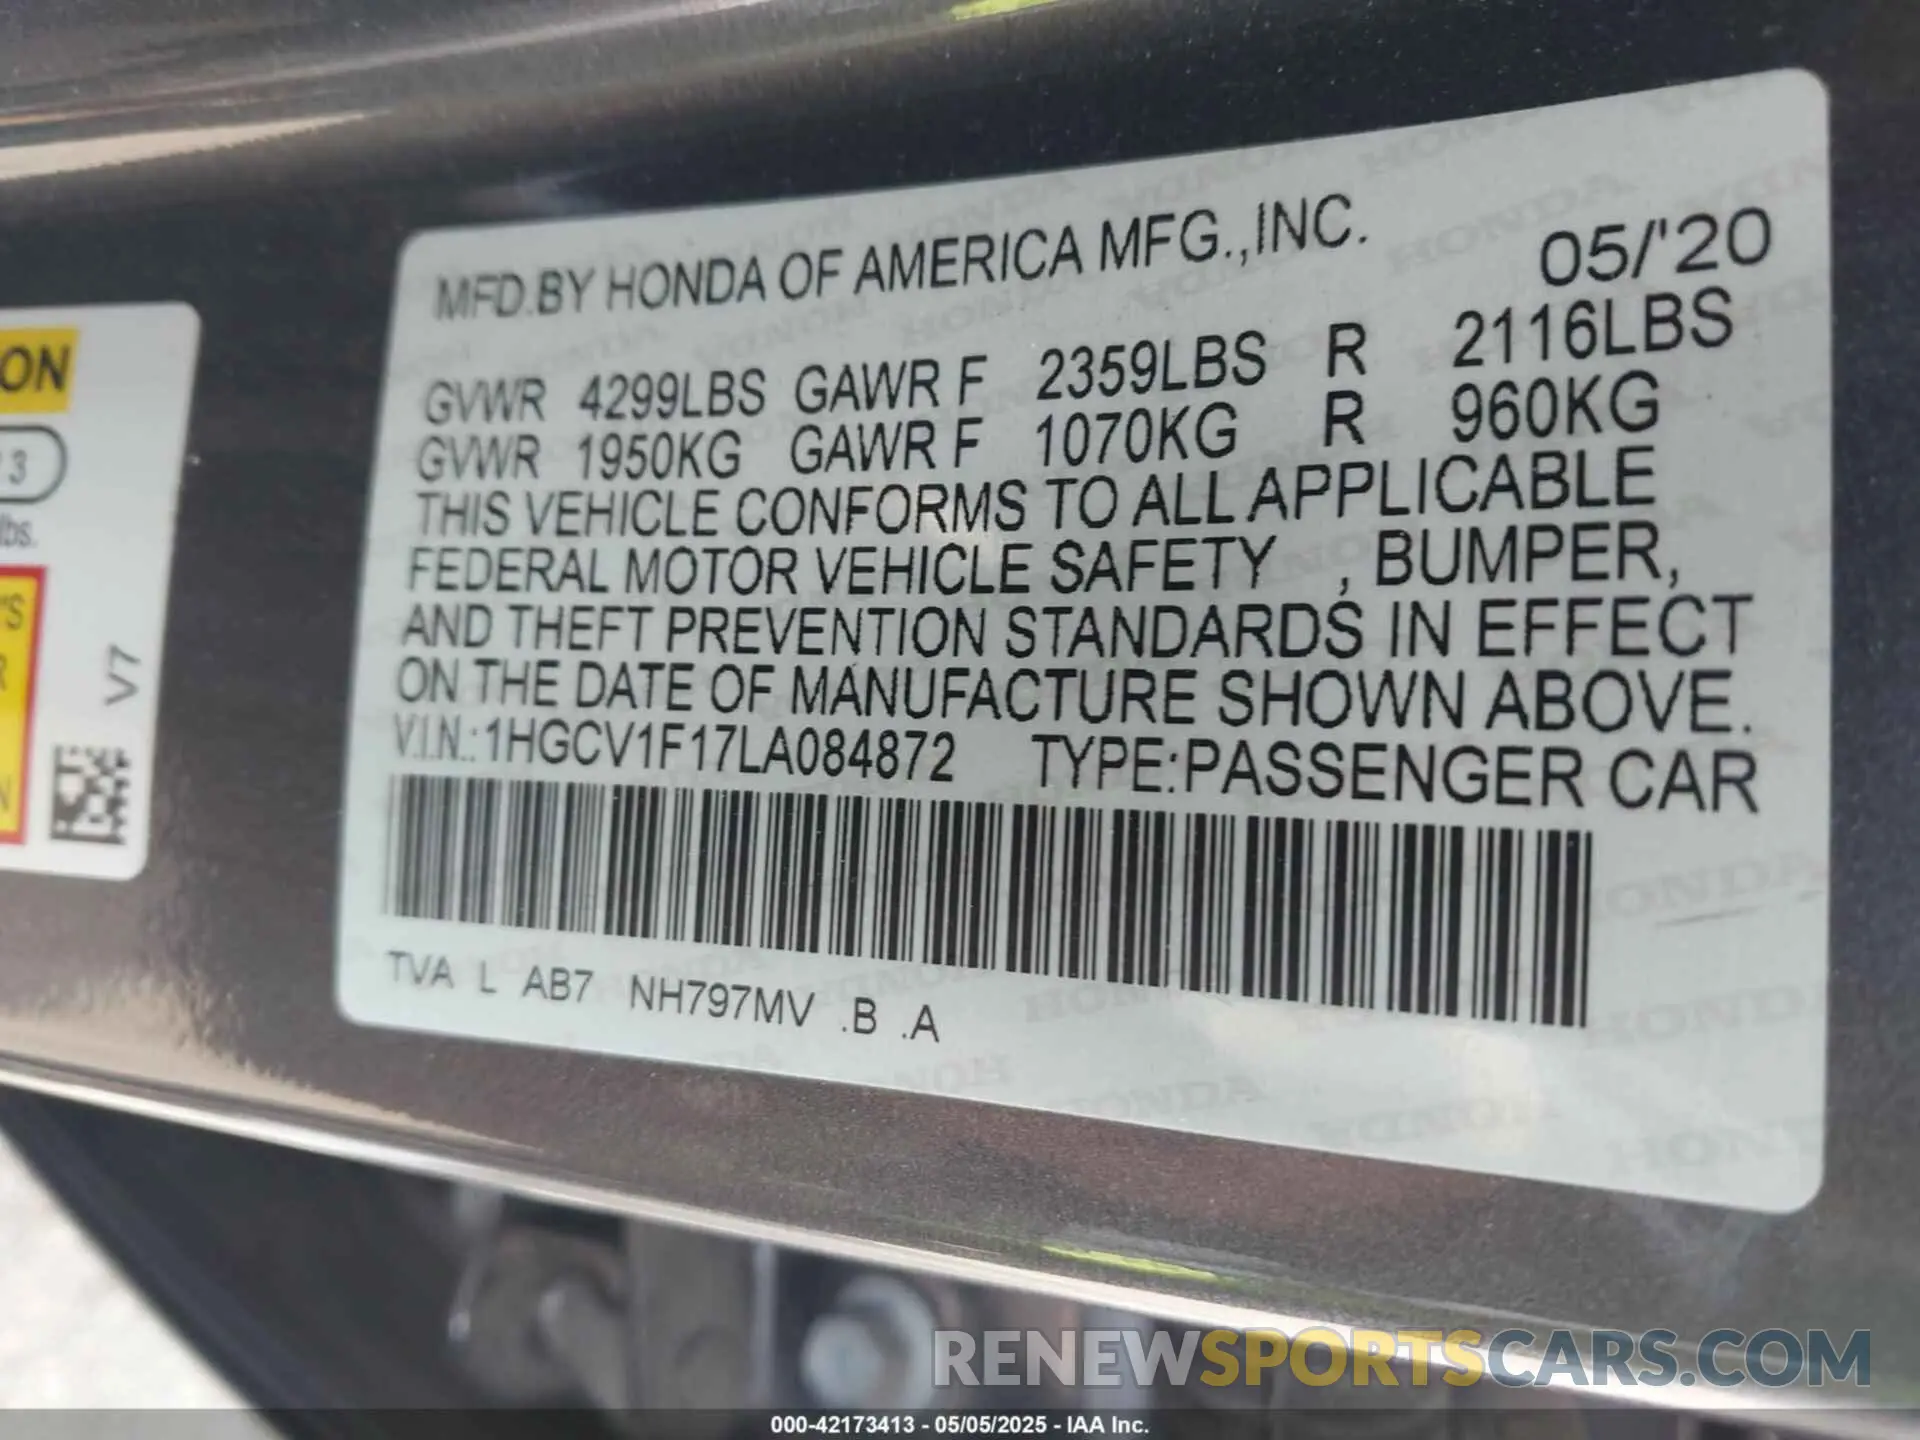 MFD.BY HONDA OF AMERICA MFG.,INC. 05/'20
GVWR 4299LBS GAWR F 2359LBS R 2116LBS
GVWR 1950KG GAWR F 1070KG R 960KG
THIS VEHICLE CONFORMS TO ALL APPLICABLE
FEDERAL MOTOR VEHICLE SAFETY , BUMPER,
AND THEFT PREVENTION STANDARDS IN EFFECT
ON THE DATE OF MANUFACTURE SHOWN ABOVE.
V.I.N.:1HGCV1F17LA084872 TYPE:PASSENGER CAR
TVA L AB7 NH797MV .B .A
ON
3
lbs.
'S
R
N
V7
RENEWSPORTSCARS.COM
000-42173413 - 05/05/2025 - IAA Inc.